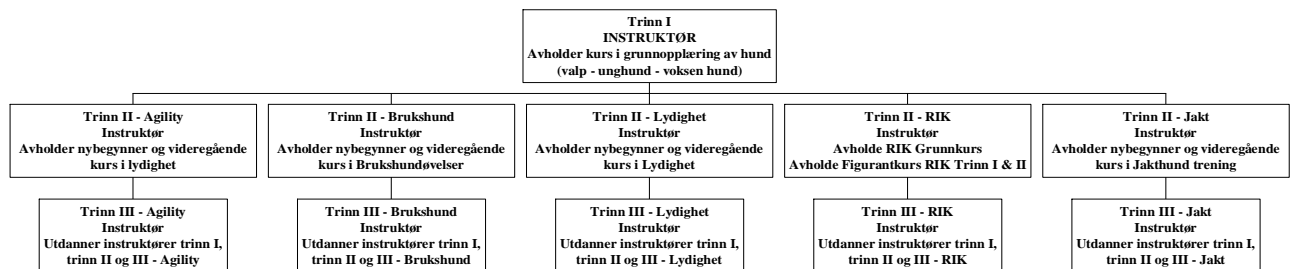 Trinn I
INSTRUKTØR
Avholder kurs i grunnopplæring av hund
(valp - unghund - voksen hund)
Trinn II - Agility
Instruktør
Avholder nybegynner og videregående
kurs i lydighet
Trinn II - Brukshund
Instruktør
Avholder nybegynner og videregående
kurs i Brukshundøvelser
Trinn II - Lydighet
Instruktør
Avholder nybegynner og videregående
kurs i Lydighet
Trinn II - RIK
Instruktør
Avholde RIK Grunnkurs
Avholde Figurantkurs RIK Trinn I & II
Trinn II - Jakt
Instruktør
Avholder nybegynner og videregående
kurs i Jakthund trening
Trinn III - Agility
Instruktør
Utdanner instruktører trinn I,
trinn II og III - Agility
Trinn III - Brukshund
Instruktør
Utdanner instruktører trinn I,
trinn II og III - Brukshund
Trinn III - Lydighet
Instruktør
Utdanner instruktører trinn I,
trinn II og III - Lydighet
Trinn III - RIK
Instruktør
Utdanner instruktører trinn I,
trinn II og III - RIK
Trinn III - Jakt
Instruktør
Utdanner instruktører trinn I,
trinn II og III - Jakt